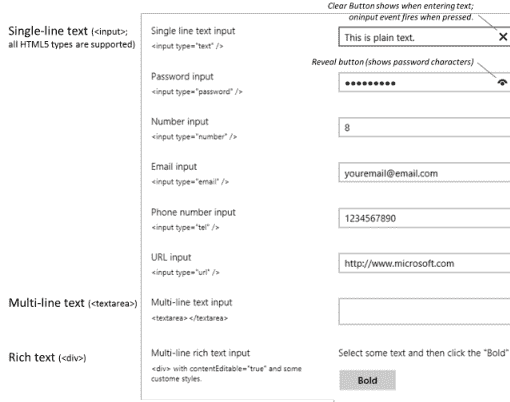 Clear Button shows when entering text;
oninput event fires when pressed.
Single-line text (<input>;
all HTML5 types are supported)
Single line text input
<input type="text" />
This is plain text.
Reveal button (shows password characters)
Password input
<input type="password" />
Number input
<input type="number" />
8
Email input
<input type="email" />
youremail@email.com
Phone number input
<input type="tel" />
1234567890
URL input
<input type="url" />
http://www.microsoft.com
Multi-line text (<textarea>)
Multi-line text input
<textarea></textarea>
Rich text (<div>)
Multi-line rich text input
<div> with contentEditable="true" and some
custome styles.
Select some text and then click the "Bold"
Bold